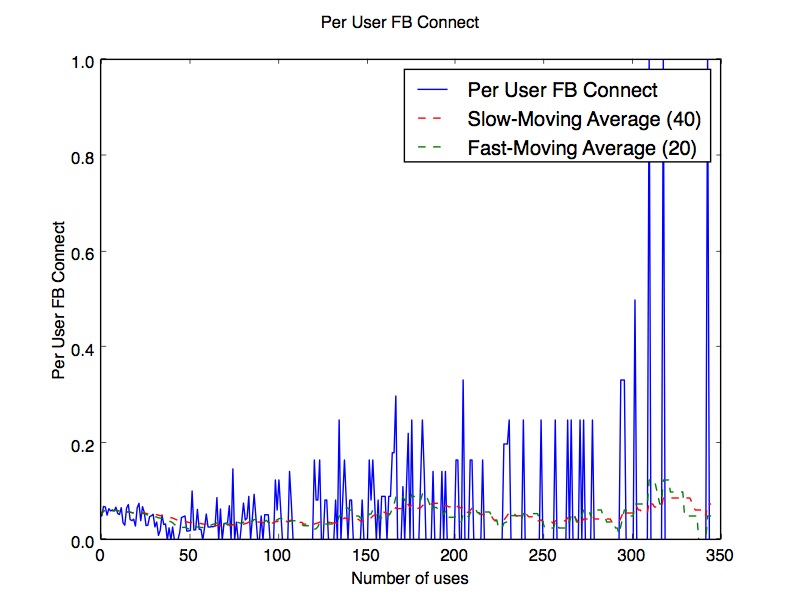 Per User FB Connect
1.0
0.8
0.6
0.4
0.2
0.0
Per User FB Connect
Per User FB Connect
Slow-Moving Average (40)
Fast-Moving Average (20)
0 50 100 150 200 250 300 350
Number of uses